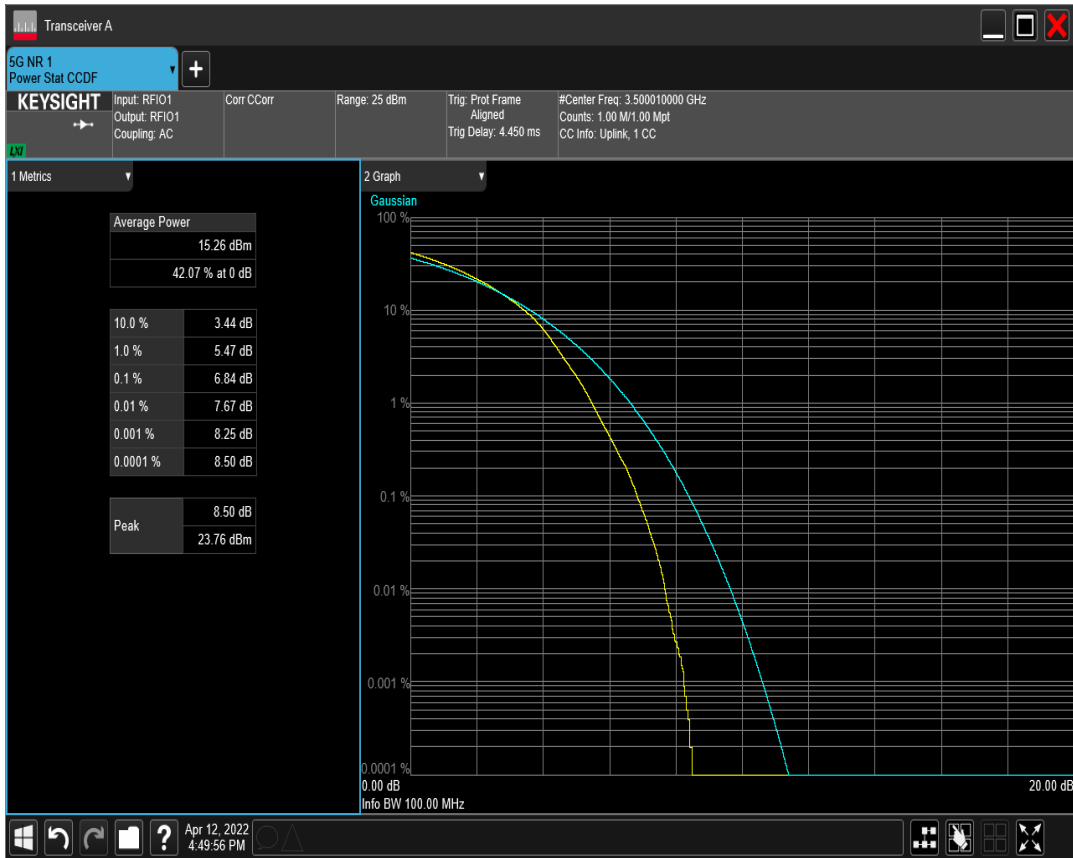 Transceiver A
5G NR 1
Power Stat CCDF
+
KEYSIGHT
LXI
Input: RFIO1
Output: RFIO1
Coupling: AC
Corr CCorr
Range: 25 dBm
Trig: Prot Frame
Aligned
Trig Delay: 4.450 ms
#Center Freq: 3.500010000 GHz
Counts: 1.00 M/1.00 Mpt
CC Info: Uplink, 1 CC
1 Metrics
Average Power
15.26 dBm
42.07 % at 0 dB
10.0 % 3.44 dB
1.0 % 5.47 dB
0.1 % 6.84 dB
0.01 % 7.67 dB
0.001 % 8.25 dB
0.0001 % 8.50 dB
Peak
8.50 dB
23.76 dBm
2 Graph
Gaussian
100 %
10 %
1 %
0.1 %
0.01 %
0.001 %
0.0001 %
0.00 dB 20.00 dB
Info BW 100.00 MHz
?
Apr 12, 2022
4:49:56 PM